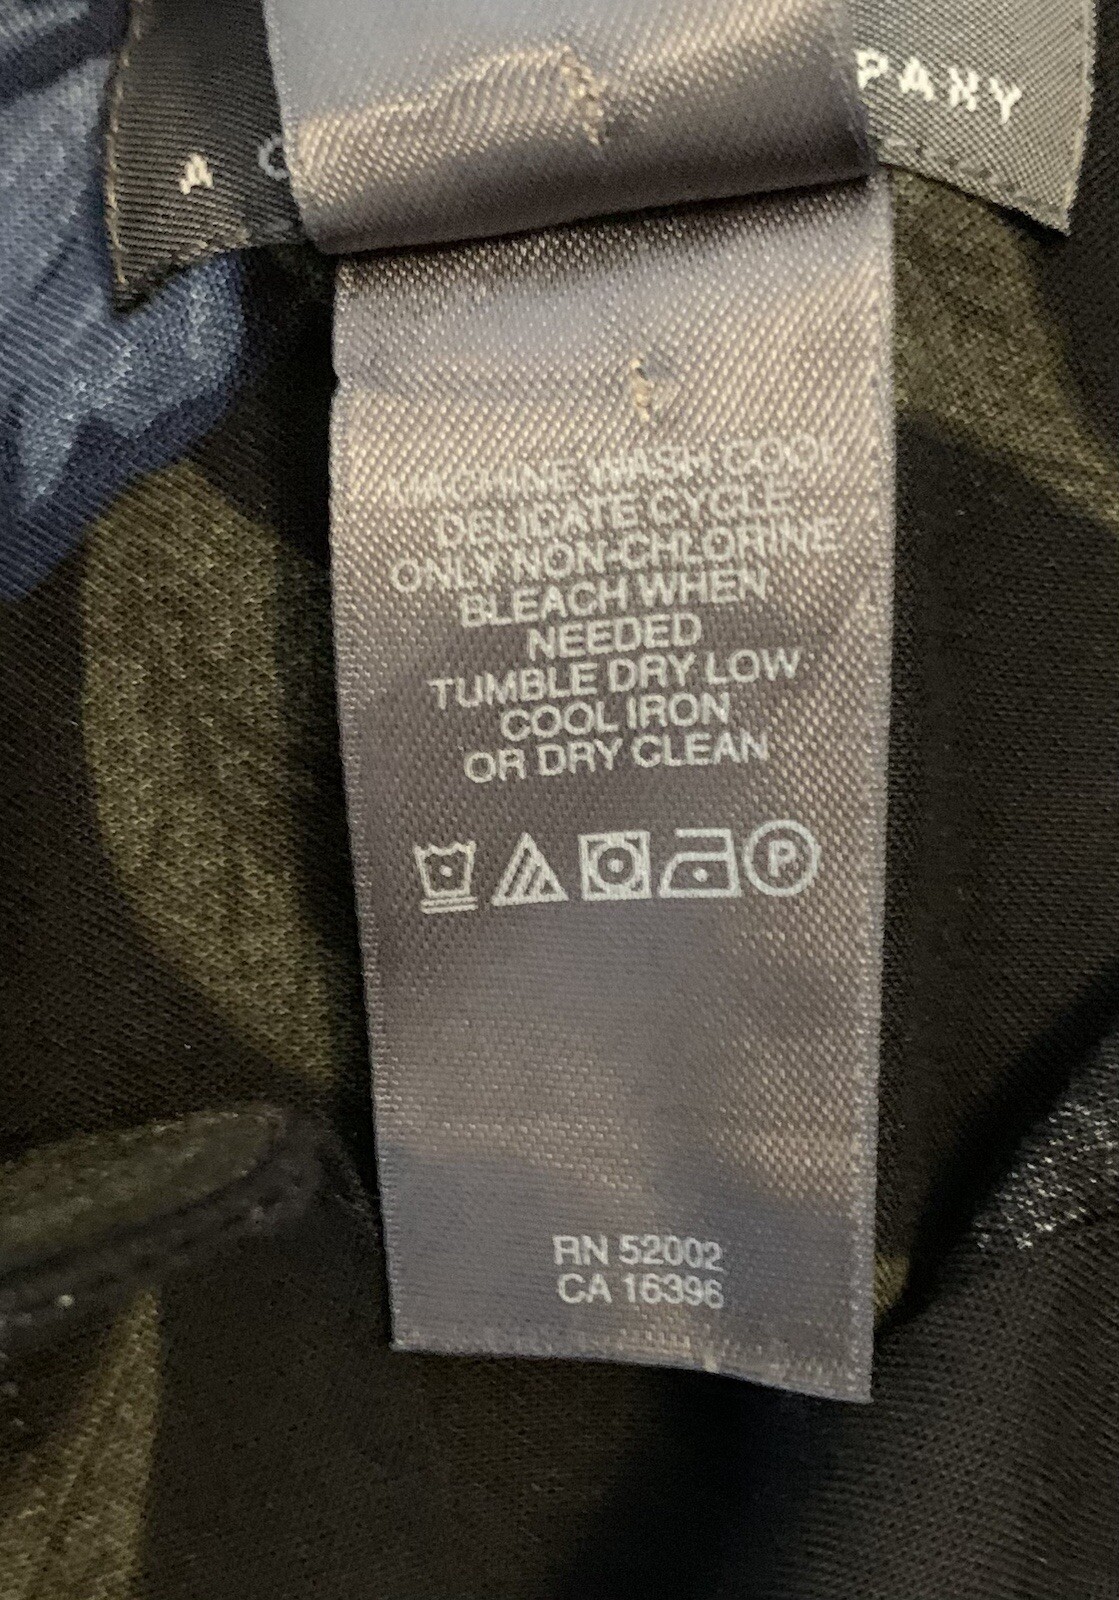 A
PANY
MACHINE WASH COOL
DELICATE CYCLE
ONLY NON-CHLORINE
BLEACH WHEN
NEEDED
TUMBLE DRY LOW
COOL IRON
OR DRY CLEAN
P
RN 52002
CA 16396